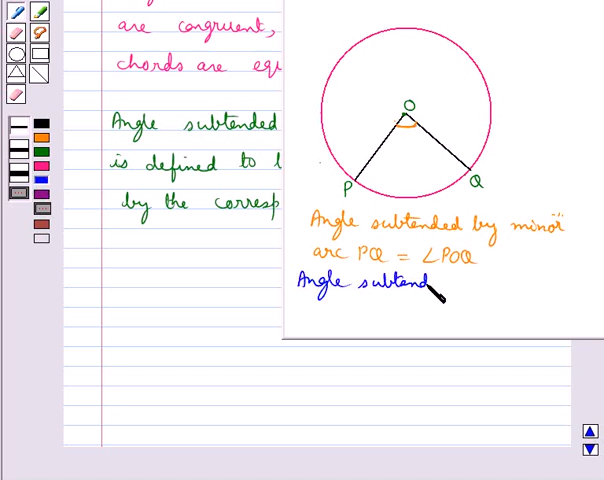 are congruent,
chords are equ
Angle subtended
is defined to
by the corresp
O
P
Q
Angle subtended by minor
arc PQ = ∠POQ
Angle subtend